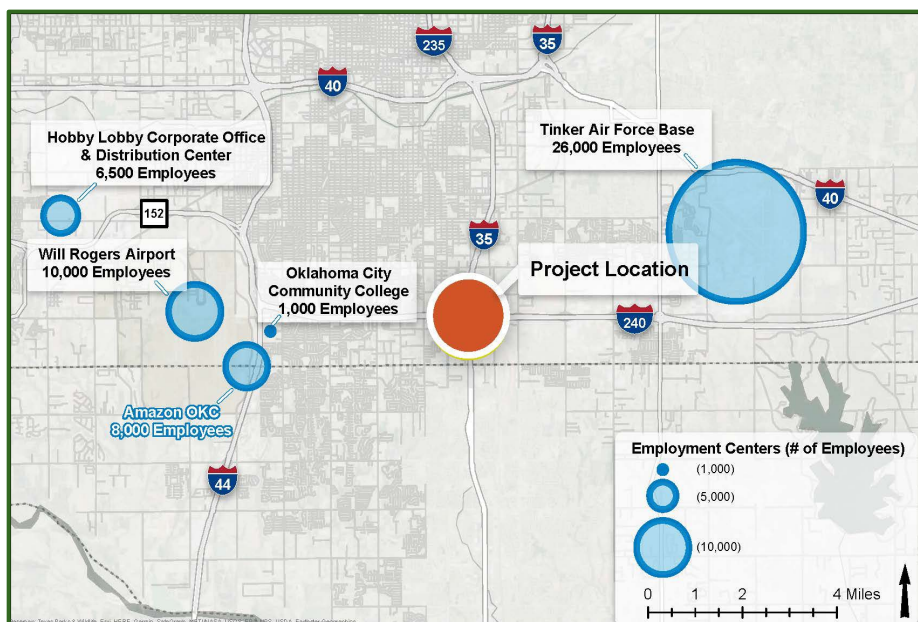 235
35
40
Hobby Lobby Corporate Office
& Distribution Center
6,500 Employees
Tinker Air Force Base
26,000 Employees
40
152
35
Will Rogers Airport
10,000 Employees
Oklahoma City
Community College
1,000 Employees
Project Location
240
Amazon OKC
8,000 Employees
44
Employment Centers (# of Employees)
(1,000)
(5,000)
(10,000)
0 1 2 4 Miles